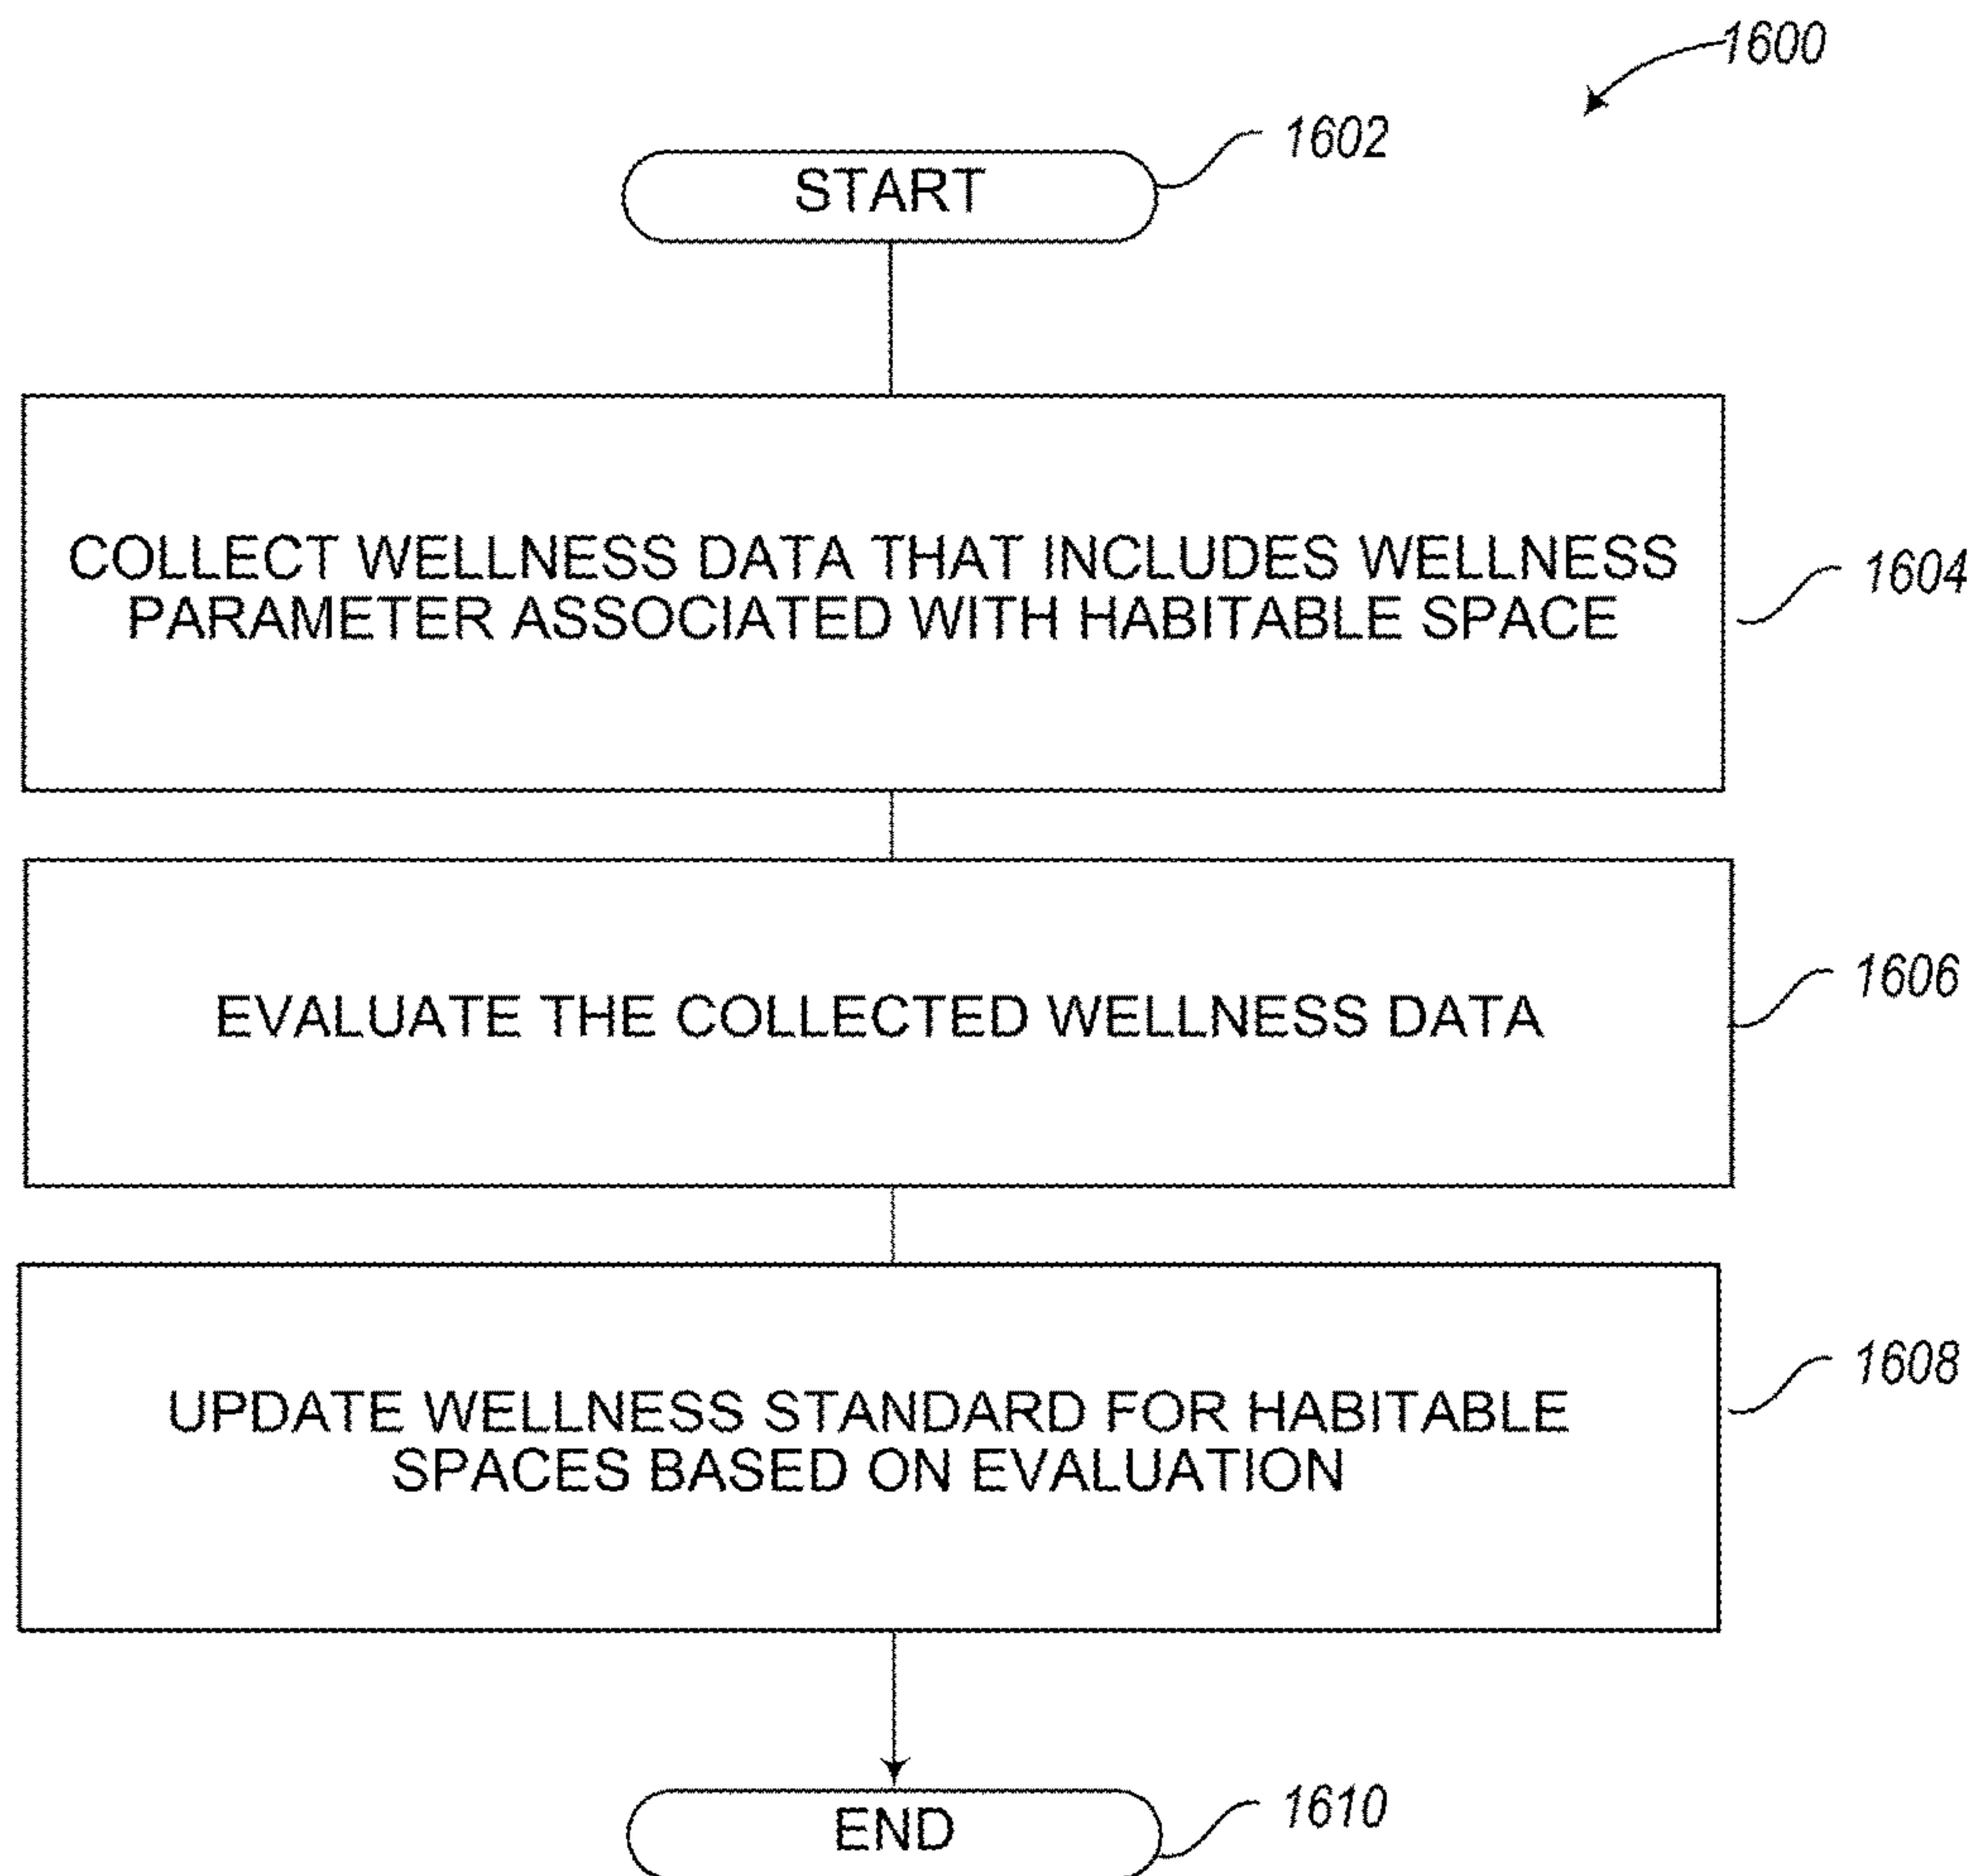 1600
1602
START
COLLECT WELLNESS DATA THAT INCLUDES WELLNESS
PARAMETER ASSOCIATED WITH HABITABLE SPACE
1604
EVALUATE THE COLLECTED WELLNESS DATA
1606
UPDATE WELLNESS STANDARD FOR HABITABLE
SPACES BASED ON EVALUATION
1608
END
1610